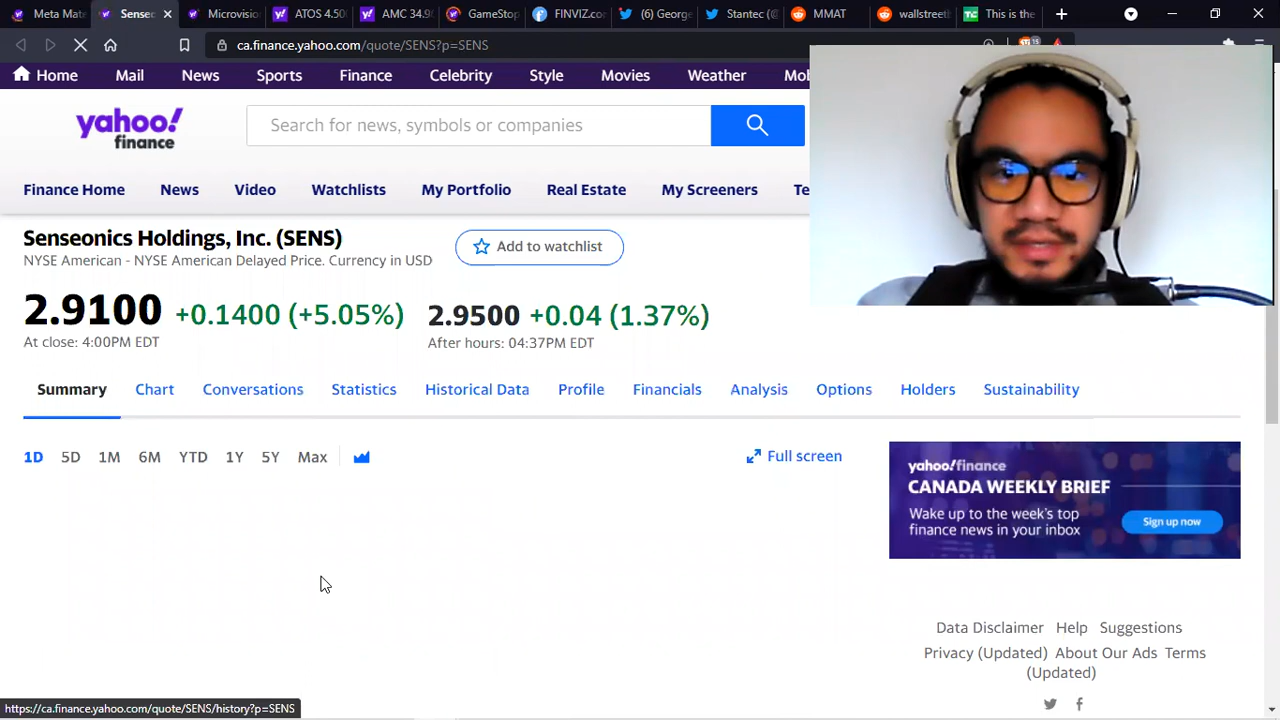 Meta Mate
Sensec
Microvision
ATOS 4.50
AMC 34.9
GameStop
FINVIZ.co
(6) Georg
Stantec (@
MMAT
wallstreetb
This is the
ca.finance.yahoo.com/quote/SENS?p=SENS
Home
Mail
News
Sports
Finance
Celebrity
Style
Movies
Weather
Mob
yahoo!
finance
Search for news, symbols or companies
Finance Home
News
Video
Watchlists
My Portfolio
Real Estate
My Screeners
Te
Senseonics Holdings, Inc. (SENS)
NYSE American - NYSE American Delayed Price. Currency in USD
Add to watchlist
2.9100 +0.1400 (+5.05%)
At close: 4:00PM EDT
2.9500 +0.04 (1.37%)
After hours: 04:37PM EDT
Summary
Chart
Conversations
Statistics
Historical Data
Profile
Financials
Analysis
Options
Holders
Sustainability
1D
5D
1M
6M
YTD
1Y
5Y
Max
Full screen
yahoo!finance
CANADA WEEKLY BRIEF
Wake up to the week's top
finance news in your inbox
Sign up now
Data Disclaimer Help Suggestions
Privacy (Updated) About Our Ads Terms
(Updated)
https://ca.finance.yahoo.com/quote/SENS/history?p=SENS